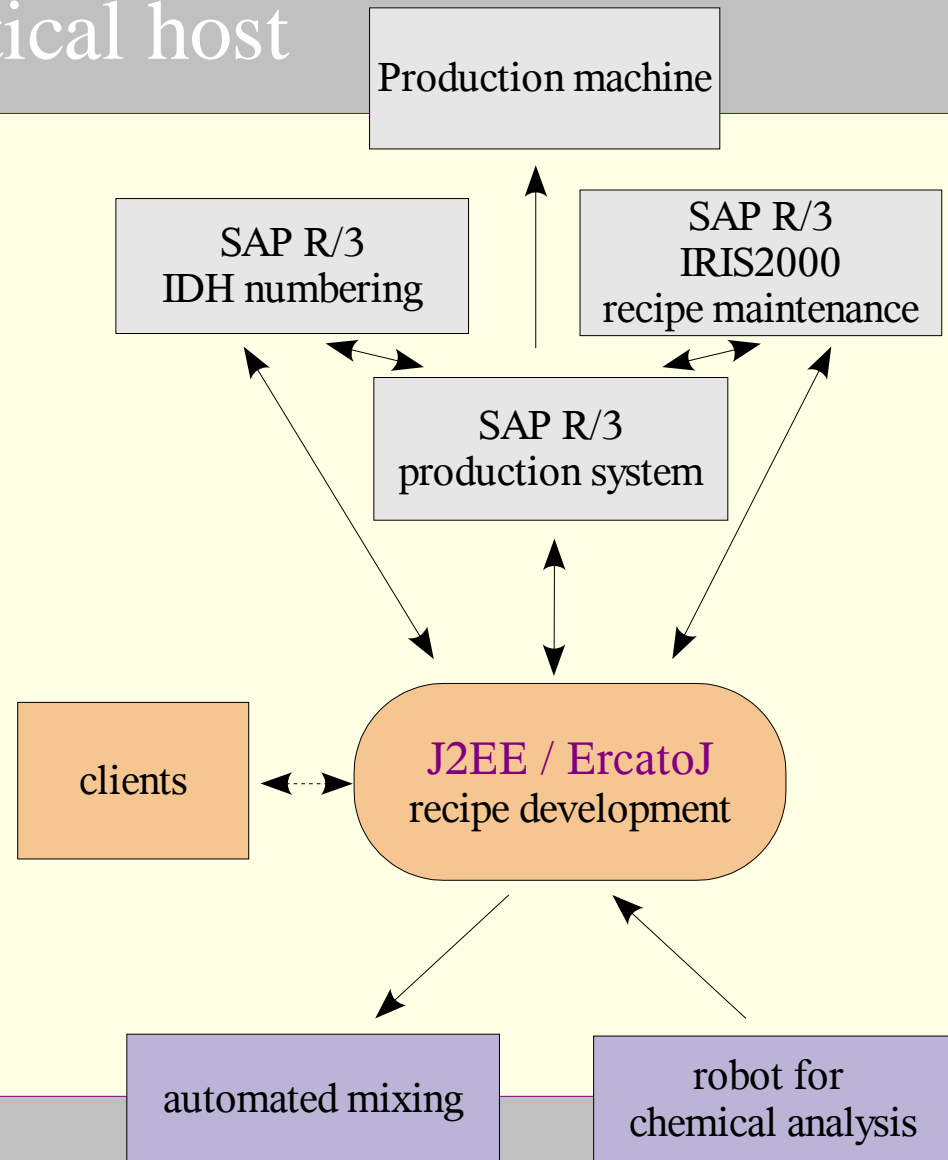 tical host
Production machine
SAP R/3
IDH numbering
SAP R/3
IRIS2000
recipe maintenance
SAP R/3
production system
clients
J2EE / ErcatoJ
recipe development
automated mixing
robot for
chemical analysis